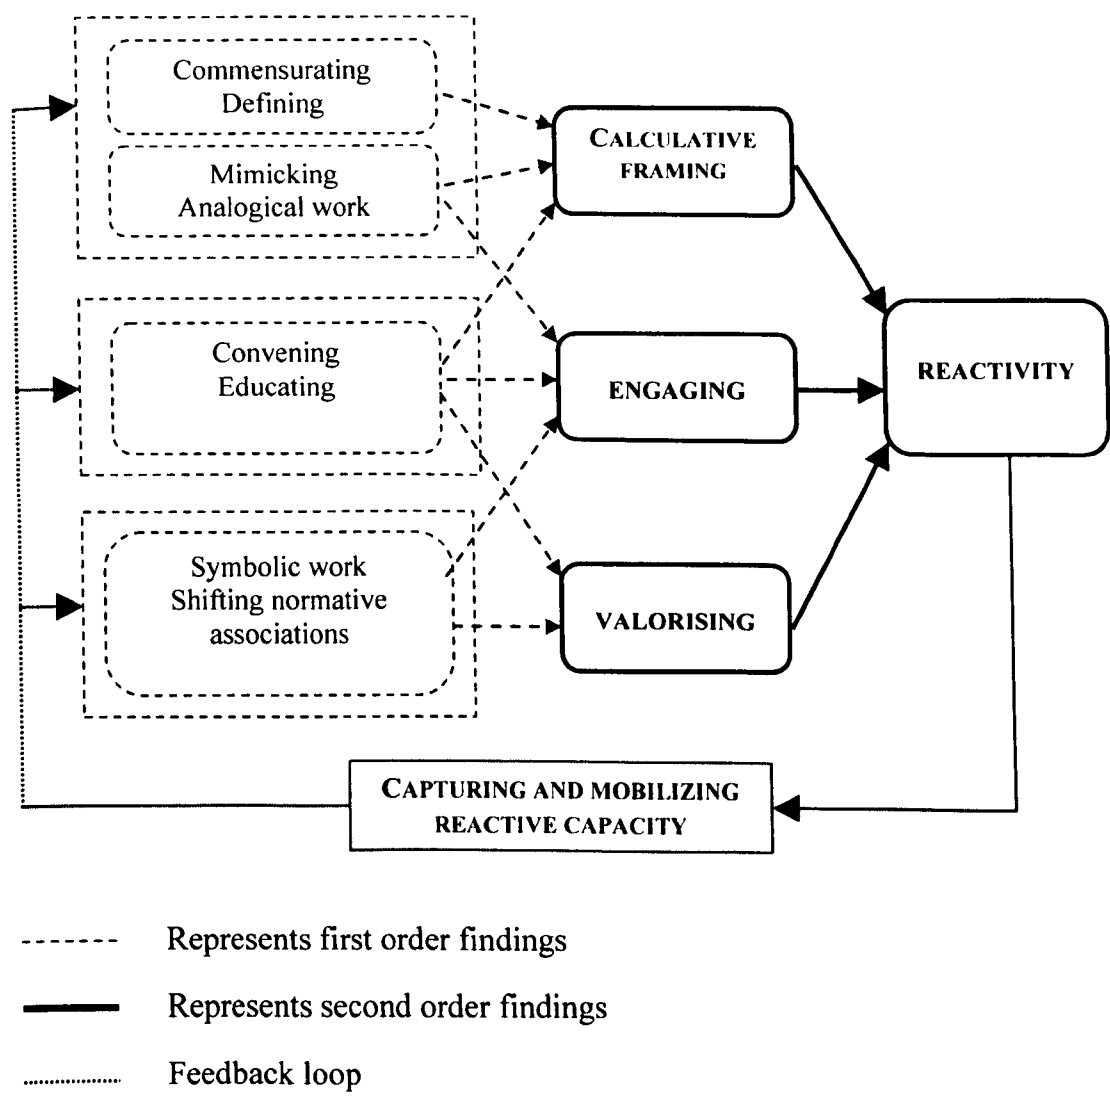 Commensurating
Defining
Mimicking
Analogical work
CALCULATIVE
FRAMING
Convening
Educating
ENGAGING
REACTIVITY
Symbolic work
Shifting normative
associations
VALORISING
CAPTURING AND MOBILIZING
REACTIVE CAPACITY
Represents first order findings
Represents second order findings
Feedback loop